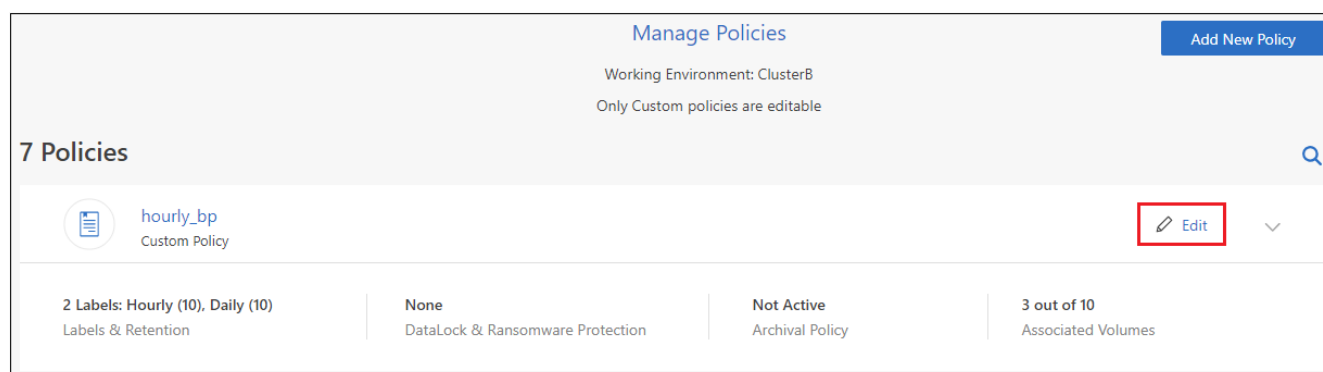 Manage Policies
Add New Policy
Working Environment: ClusterB
Only Custom policies are editable
7 Policies
hourly_bp
Custom Policy
Edit
2 Labels: Hourly (10), Daily (10)
Labels & Retention
None
DataLock & Ransomware Protection
Not Active
Archival Policy
3 out of 10
Associated Volumes